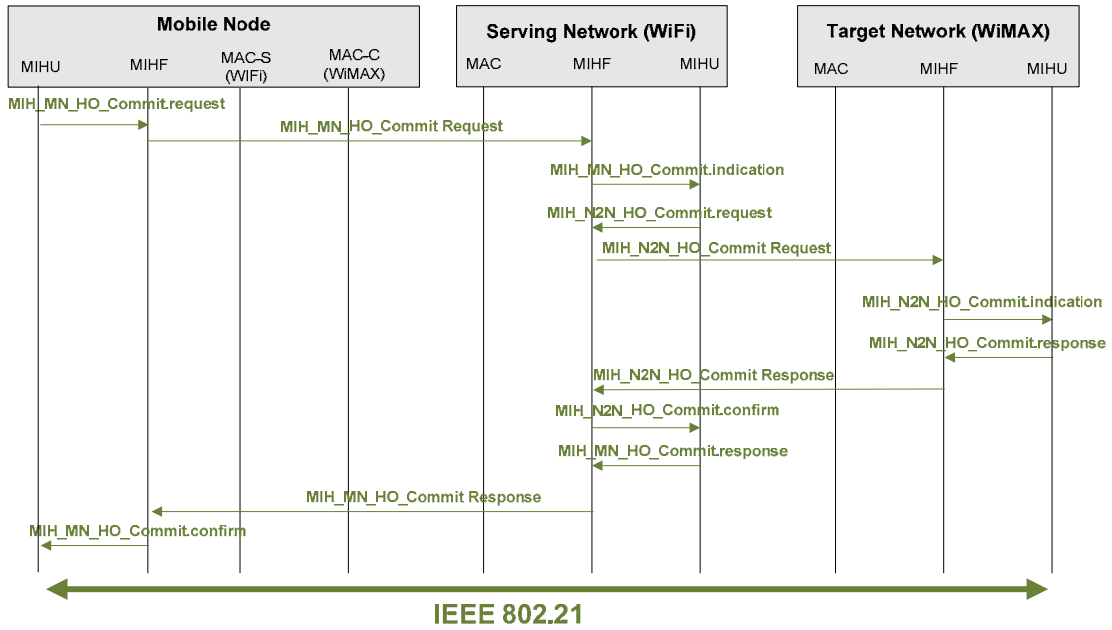 Mobile Node
Serving Network (WiFi)
Target Network (WiMAX)
MIHU
MIHF
MAC-S
(WIFi)
MAC-C
(WiMAX)
MAC
MIHF
MIHU
MAC
MIHF
MIHU
MIH_MN_HO_Commit.request
MIH_MN_HO_Commit Request
MIH_MN_HO_Commit.indication
MIH_N2N_HO_Commit.request
MIH_N2N_HO_Commit Request
MIH_N2N_HO_Commit.indication
MIH_N2N_HO_Commit.response
MIH_N2N_HO_Commit Response
MIH_N2N_HO_Commit.confirm
MIH_MN_HO_Commit.response
MIH_MN_HO_Commit Response
MIH_MN_HO_Commit.confirm
IEEE 802.21